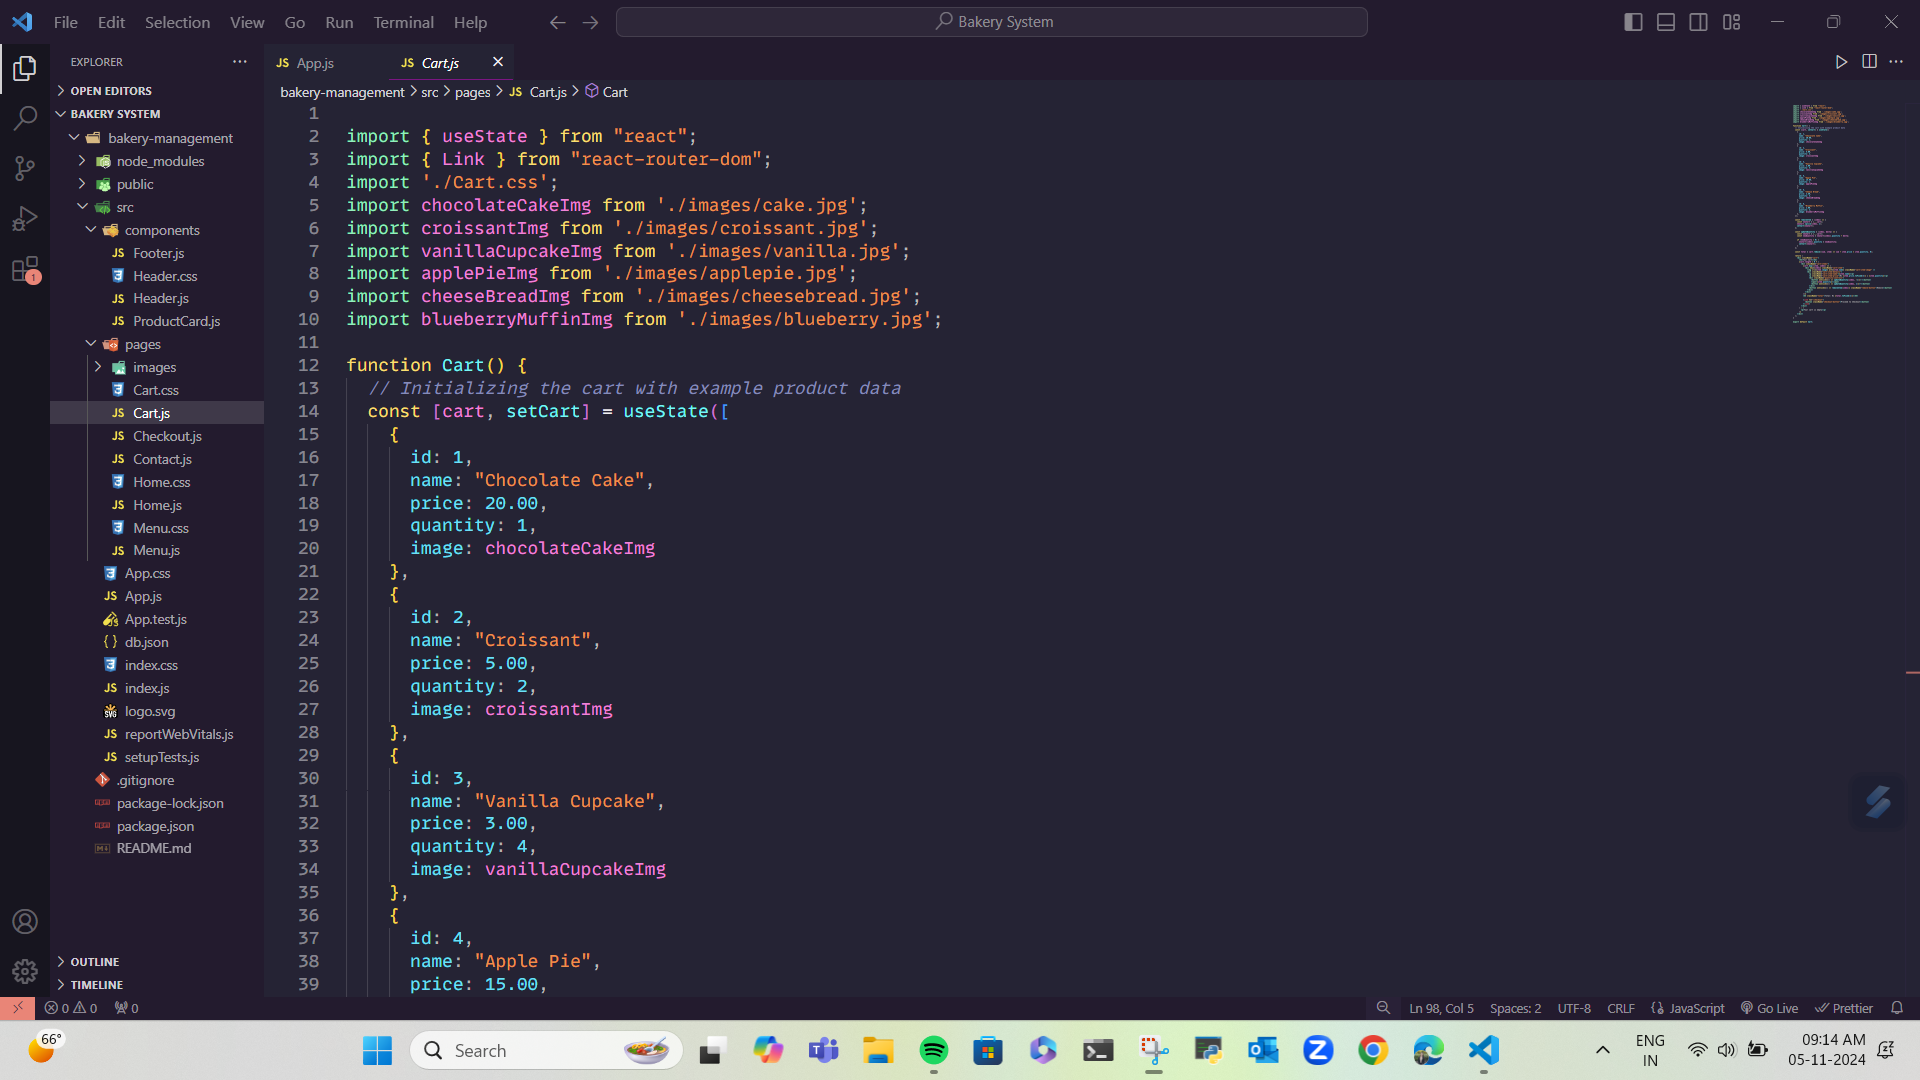 File Edit Selection View Go Run Terminal Help
Bakery System
EXPLORER
OPEN EDITORS
BAKERY SYSTEM
bakery-management
node_modules
public
src
components
JS Footer.js
Header.css
JS Header.js
JS ProductCard.js
pages
images
Cart.css
JS Cart.js
JS Checkout.js
JS Contact.js
Home.css
JS Home.js
Menu.css
JS Menu.js
App.css
JS App.js
App.test.js
{ } db.json
index.css
JS index.js
logo.svg
JS reportWebVitals.js
JS setupTests.js
.gitignore
package-lock.json
package.json
README.md
OUTLINE
TIMELINE
JS App.js JS Cart.js
bakery-management > src > pages > JS Cart.js > Cart
1
2 import { useState } from "react";
3 import { Link } from "react-router-dom";
4 import './Cart.css';
5 import chocolateCakeImg from './images/cake.jpg';
6 import croissantImg from './images/croissant.jpg';
7 import vanillaCupcakeImg from './images/vanilla.jpg';
8 import applePieImg from './images/applepie.jpg';
9 import cheeseBreadImg from './images/cheesebread.jpg';
10 import blueberryMuffinImg from './images/blueberry.jpg';
11
12 function Cart() {
13 // Initializing the cart with example product data
14 const [cart, setCart] = useState([
15 {
16 id: 1,
17 name: "Chocolate Cake",
18 price: 20.00,
19 quantity: 1,
20 image: chocolateCakeImg
21 },
22 {
23 id: 2,
24 name: "Croissant",
25 price: 5.00,
26 quantity: 2,
27 image: croissantImg
28 },
29 {
30 id: 3,
31 name: "Vanilla Cupcake",
32 price: 3.00,
33 quantity: 4,
34 image: vanillaCupcakeImg
35 },
36 {
37 id: 4,
38 name: "Apple Pie",
39 price: 15.00,
1
0 0 0
Ln 98, Col 5 Spaces: 2 UTF-8 CRLF {} JavaScript Go Live Prettier
66°
Search
ENG
IN
09:14 AM
05-11-2024